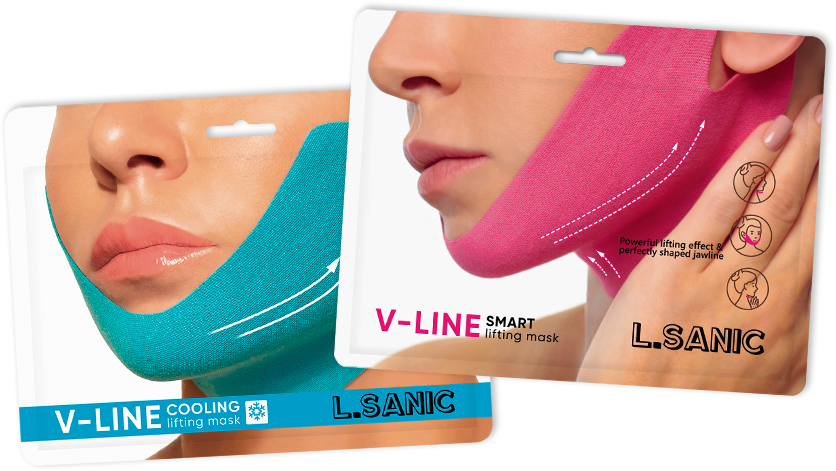 Powerful lifting effect &
perfectly shaped jawline
V-LINE SMART
lifting mask
L.SANIC
V-LINE COOLING
lifting mask
L.SANIC